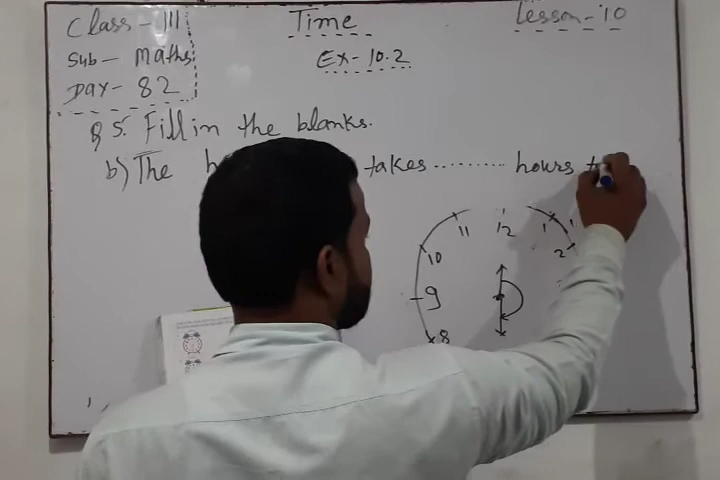 Class - III
Time
Lesson - 10
Sub - Maths
Ex - 10.2
Day - 82
Q 5. Fill in the blanks.
b) The takes .......... hours
11 12 1
10 2
9
8